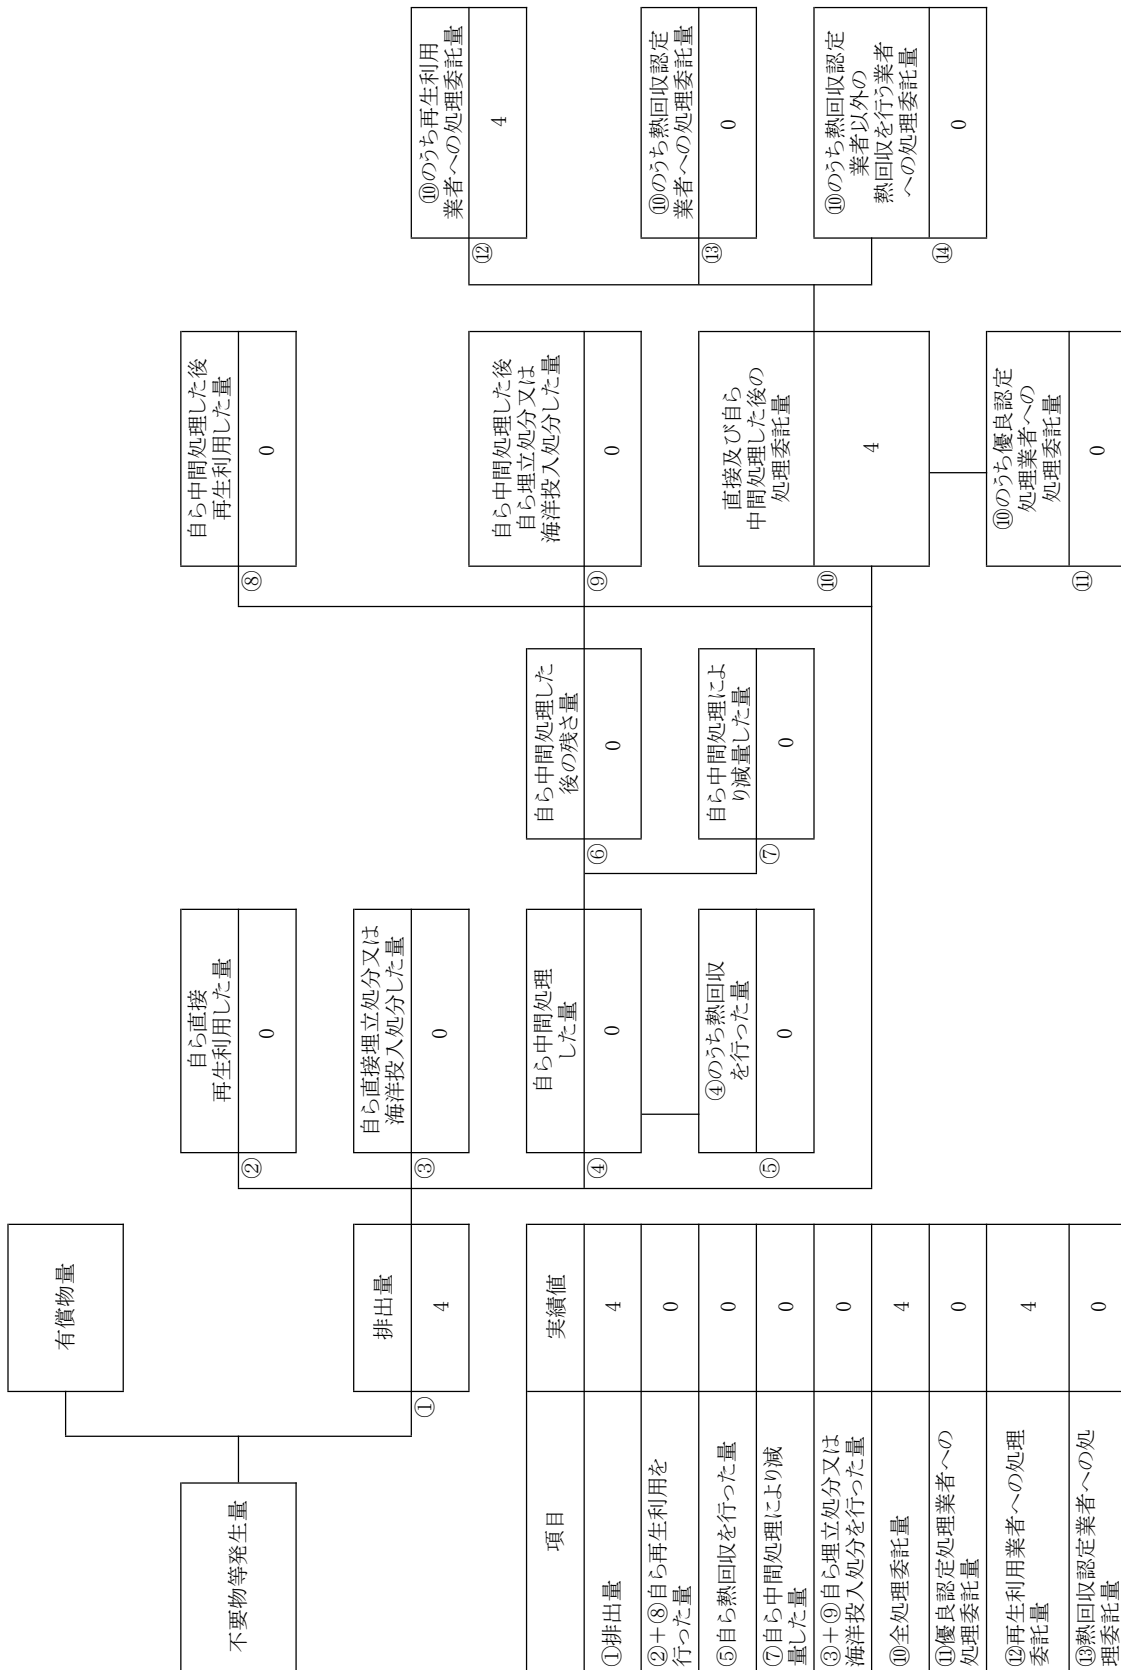 不要物等発生量
有償物量
排出量
①
4
自ら直接
再生利用した量
②
0
自ら直接埋立処分又は
海洋投入処分した量
③
0
自ら中間処理
した量
④
0
④のうち熱回収
を行った量
⑤
0
自ら中間処理した
後の残さ量
⑥
0
自ら中間処理によ
り減量した量
⑦
0
自ら中間処理した後
再生利用した量
⑧
0
自ら中間処理した後
自ら埋立処分又は
海洋投入処分した量
⑨
0
直接及び自ら
中間処理した後の
処理委託量
⑩
4
⑩のうち優良認定
処理業者への
処理委託量
⑪
0
⑩のうち再生利用
業者への処理委託量
⑫
4
⑩のうち熱回収認定
業者への処理委託量
⑬
0
⑩のうち熱回収認定
業者以外の
熱回収を行う業者
への処理委託量
⑭
0
項目 実績値
①排出量 4
②+⑧自ら再生利用を
行った量 0
⑤自ら熱回収を行った量 0
⑦自ら中間処理により減
量した量 0
③+⑨自ら埋立処分又は
海洋投入処分を行った量 0
⑩全処理委託量 4
⑪優良認定処理業者への
処理委託量 0
⑫再生利用業者への処理
委託量 4
⑬熱回収認定業者への処
理委託量 0